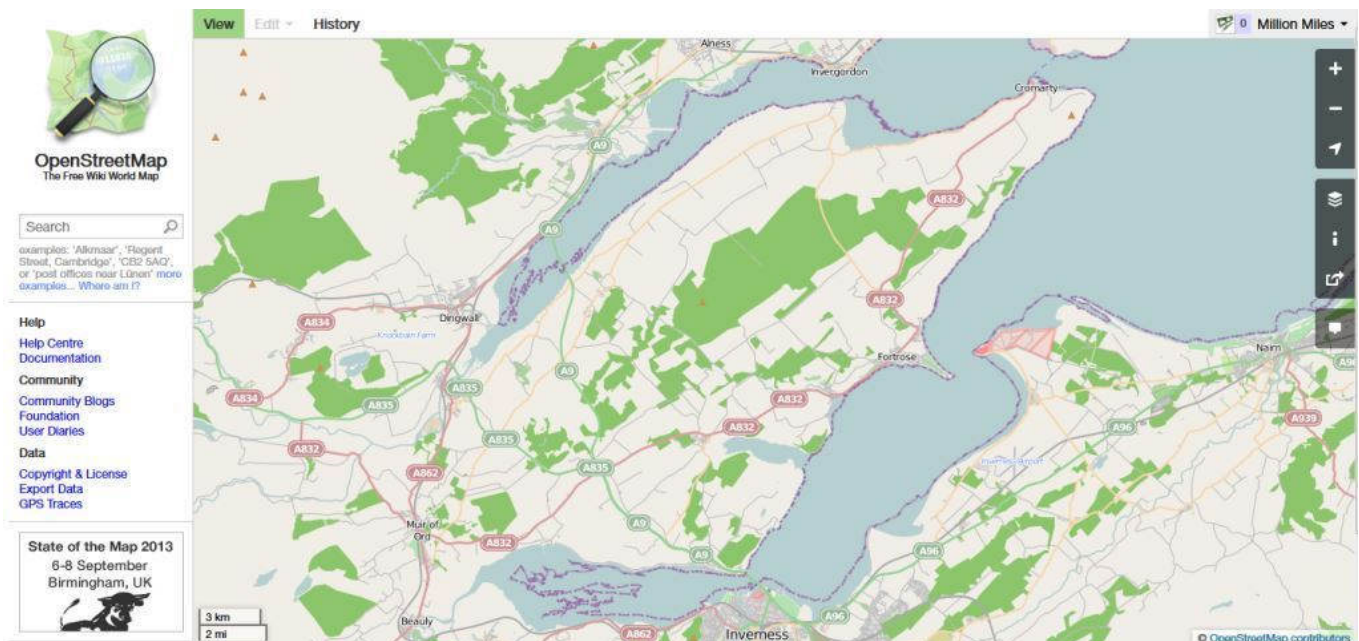 View
Edit
History
0 Million Miles
OpenStreetMap
The Free Wiki World Map
Search
examples: 'Alkmaar', 'Regent
Street, Cambridge', 'CB2 5AQ',
or 'post offices near Lünen' more
examples... Where am I?
Help
Help Centre
Documentation
Community
Community Blogs
Foundation
User Diaries
Data
Copyright & License
Export Data
GPS Traces
State of the Map 2013
6-8 September
Birmingham, UK
Alness
Invergordon
Cromarty
A9
A832
A9
A832
Dingwall
A834
Knockbain Farm
Fortrose
Nairn
A9
A96
A835
A834
A835
A832
A939
A832
A96
A835
A832
A835
A862
Inverness Airport
Muir of
Ord
A9
A832
A9
A96
3 km
2 mi
Beauly
A862
Inverness
A96
© OpenStreetMap contributors